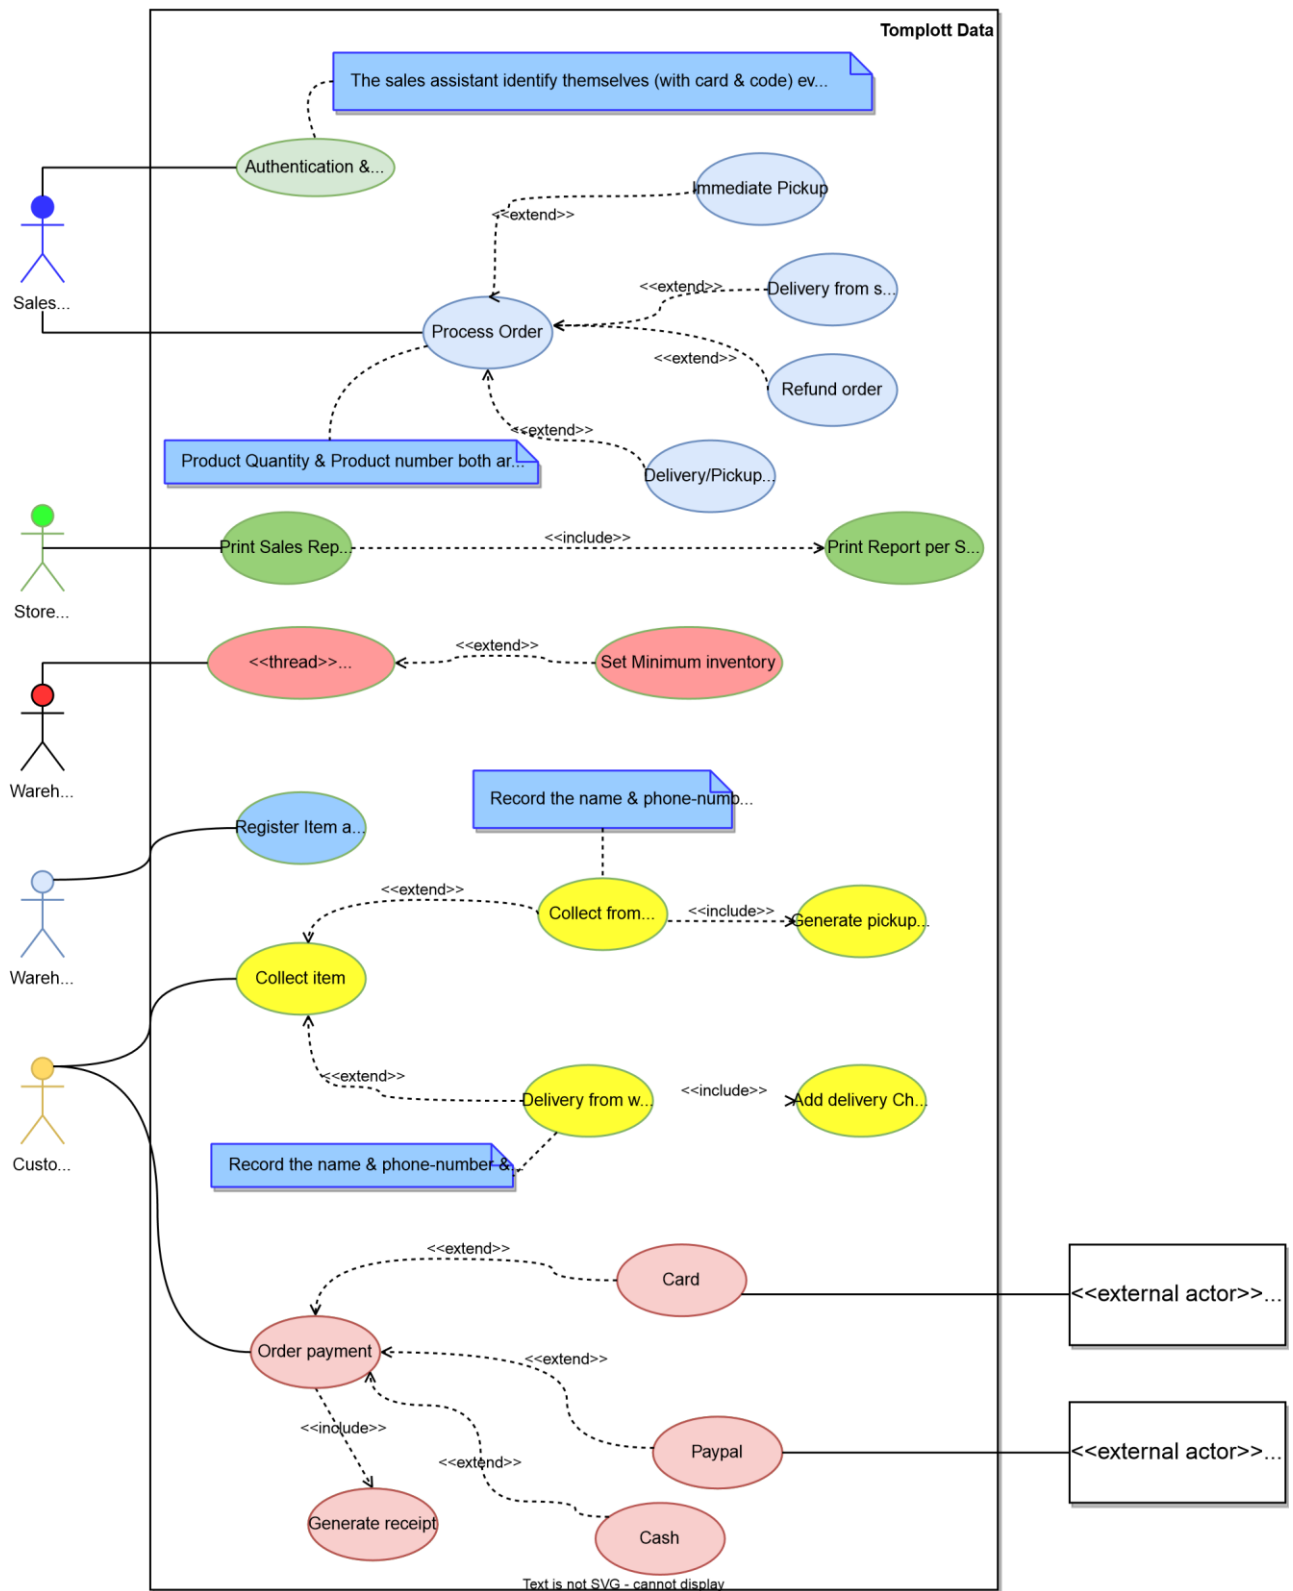 Tomplott Data
The sales assistant identify themselves (with card & code) ev...
Authentication &...
Immediate Pickup
<<extend>>
Sales...
<<extend>>
Delivery from s...
Process Order
<<extend>>
Refund order
<<extend>>
Product Quantity & Product number both ar...
Delivery/Pickup...
Store...
Print Sales Rep...
<<include>>
Print Report per S...
<<thread>>...
<<extend>>
Set Minimum inventory
Wareh...
Record the name & phone-numb...
Register Item a...
<<extend>>
Collect from...
<<include>>
Generate pickup...
Wareh...
Collect item
<<extend>>
Delivery from w...
<<include>>
Add delivery Ch...
Custo...
Record the name & phone-number &...
<<extend>>
Card
<<external actor>>...
Order payment
<<extend>>
<<include>>
Paypal
<<external actor>>...
<<extend>>
Generate receipt
Cash
Text is not SVG - cannot display